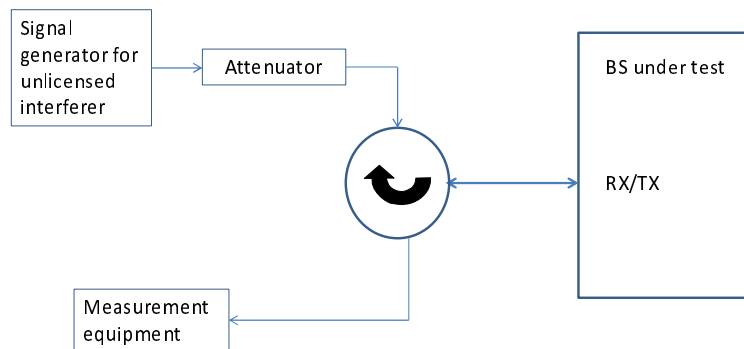 Signal
generator for
unlicensed
interferer
Attenuator
BS under test
RX/TX
Measurement
equipment